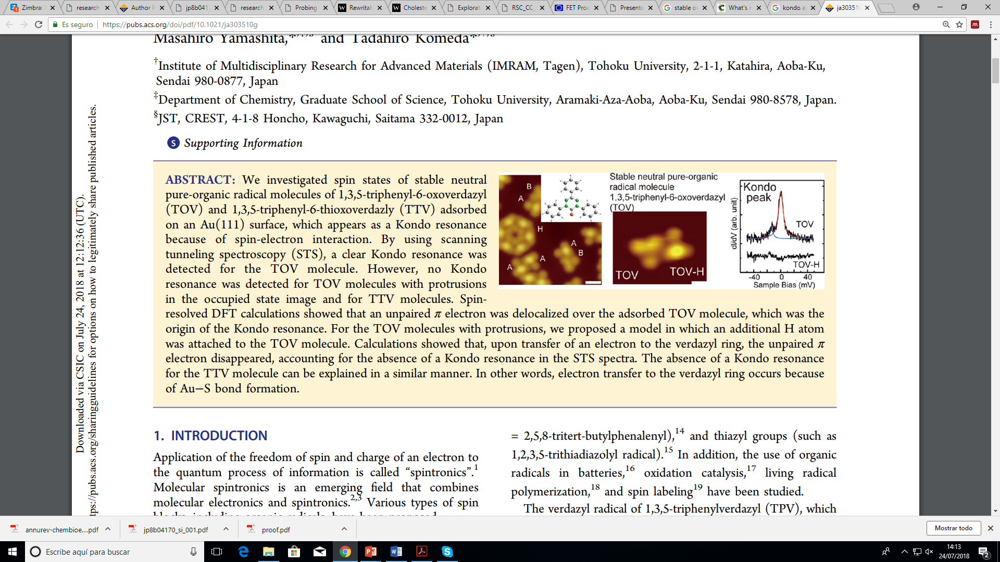 Zimbra:
research
Author P
jp8b041
research
Probing
Rewritab
Choleste
Explorat
RSC_CC_
FET Proa
Presenta
stable or
What's n
kondo a
ja303510
Es seguro
https://pubs.acs.org/doi/pdf/10.1021/ja303510g
Masahiro Yamashita,*,†,‡,§ and Tadahiro Komeda*,†,§
†Institute of Multidisciplinary Research for Advanced Materials (IMRAM, Tagen), Tohoku University, 2-1-1, Katahira, Aoba-Ku,
Sendai 980-0877, Japan
‡Department of Chemistry, Graduate School of Science, Tohoku University, Aramaki-Aza-Aoba, Aoba-Ku, Sendai 980-8578, Japan.
§JST, CREST, 4-1-8 Honcho, Kawaguchi, Saitama 332-0012, Japan
S Supporting Information
ABSTRACT: We investigated spin states of stable neutral
pure-organic radical molecules of 1,3,5-triphenyl-6-oxoverdazyl
(TOV) and 1,3,5-triphenyl-6-thioxoverdazly (TTV) adsorbed
on an Au(111) surface, which appears as a Kondo resonance
because of spin-electron interaction. By using scanning
tunneling spectroscopy (STS), a clear Kondo resonance was
detected for the TOV molecule. However, no Kondo
resonance was detected for TOV molecules with protrusions
in the occupied state image and for TTV molecules. Spin-
resolved DFT calculations showed that an unpaired π electron was delocalized over the adsorbed TOV molecule, which was the
origin of the Kondo resonance. For the TOV molecules with protrusions, we proposed a model in which an additional H atom
was attached to the TOV molecule. Calculations showed that, upon transfer of an electron to the verdazyl ring, the unpaired π
electron disappeared, accounting for the absence of a Kondo resonance in the STS spectra. The absence of a Kondo resonance
for the TTV molecule can be explained in a similar manner. In other words, electron transfer to the verdazyl ring occurs because
of Au−S bond formation.
B
A
H
A
B
A
A
Stable neutral pure-organic
radical molecule
1,3,5-triphenyl-6-oxoverdazyl
(TOV)
TOV
TOV-H
Kondo
peak
TOV
TOV-H
dI/dV (arb. unit)
-40 0 40
Sample Bias (mV)
1. INTRODUCTION
Application of the freedom of spin and charge of an electron to
the quantum process of information is called “spintronics”.1
Molecular spintronics is an emerging field that combines
molecular electronics and spintronics.2,3 Various types of spin
blocks, including organic radicals, have been proposed
= 2,5,8-tritert-butylphenalenyl),14 and thiazyl groups (such as
1,2,3,5-trithiadiazolyl radical).15 In addition, the use of organic
radicals in batteries,16 oxidation catalysis,17 living radical
polymerization,18 and spin labeling19 have been studied.
The verdazyl radical of 1,3,5-triphenylverdazyl (TPV), which
Downloaded via CSIC on July 24, 2018 at 12:12:36 (UTC).
tps://pubs.acs.org/sharingguidelines for options on how to legitimately share published articles.
annurev-chembioe....pdf
jp8b04170_si_001.pdf
proof.pdf
Mostrar todo
Escribe aquí para buscar
14:13
24/07/2018
2